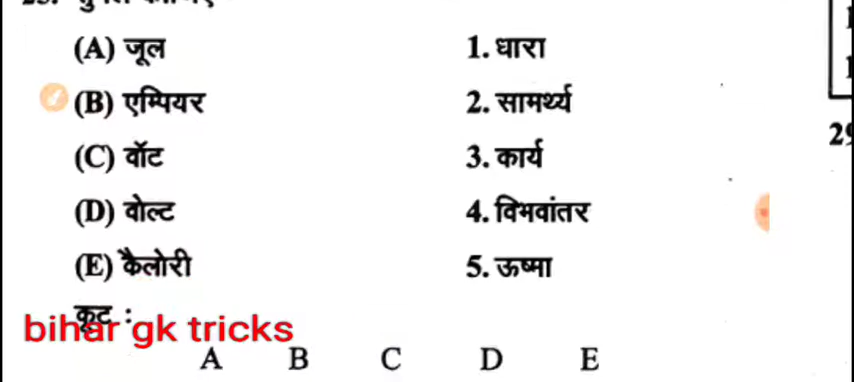 (A) जूल 1. धारा
(B) एम्पियर 2. सामर्थ्य
(C) वॉट 3. कार्य
(D) वोल्ट 4. विभवांतर
(E) कैलोरी 5. ऊष्मा
कूट :
bihar gk tricks
A B C D E